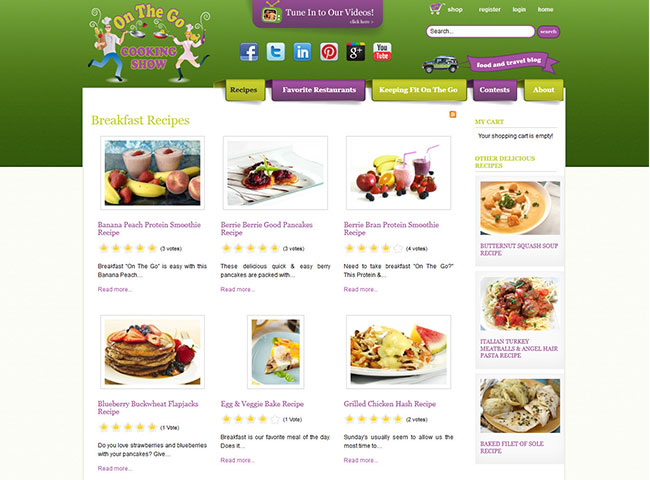 On The Go
COOKING
SHOW
Tune In to Our Videos!
click here >
shop register login home
Search... search
food and travel blog
Recipes Favorite Restaurants Keeping Fit On The Go Contests About
Breakfast Recipes
Banana Peach Protein Smoothie
Recipe
(3 votes)
Breakfast "On The Go" is easy with this
Banana Peach...
Read more...
Berrie Berrie Good Pancakes
Recipe
(3 votes)
These delicious quick & easy berry
pancakes are packed with...
Read more...
Berrie Bran Protein Smoothie
Recipe
(4 votes)
Need to take breakfast "On The Go?"
This Protein &...
Read more...
Blueberry Buckwheat Flapjacks
Recipe
(1 Vote)
Do you love strawberries and blueberries
with your pancakes? Give...
Read more...
Egg & Veggie Bake Recipe
(1 Vote)
Breakfast is our favorite meal of the day.
Does it...
Read more...
Grilled Chicken Hash Recipe
(2 votes)
Sunday's usually seem to allow us the
most time to...
Read more...
MY CART
Your shopping cart is empty!
OTHER DELICIOUS
RECIPES
BUTTERNUT SQUASH SOUP
RECIPE
ITALIAN TURKEY
MEATBALLS & ANGEL HAIR
PASTA RECIPE
BAKED FILET OF SOLE
RECIPE